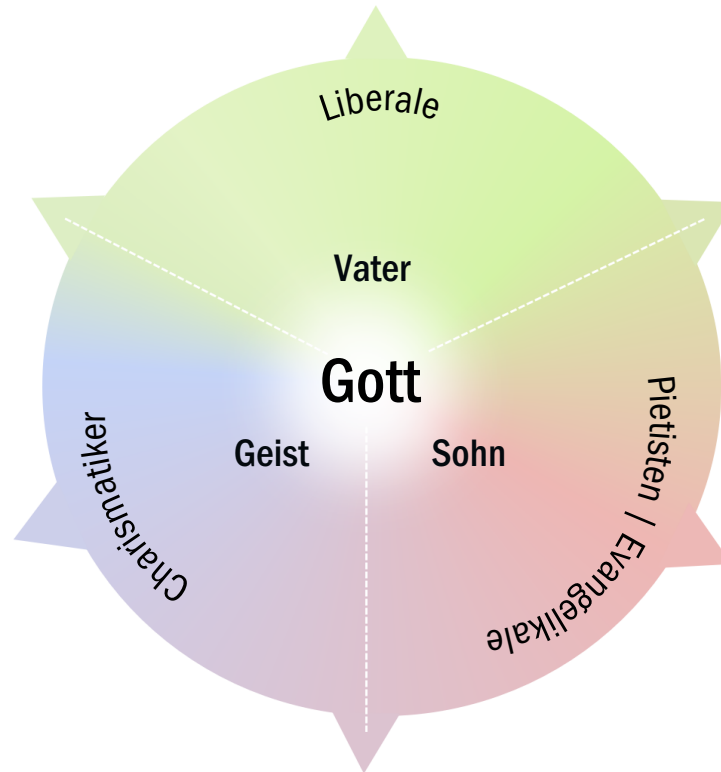 Liberale
Vater
Gott
Geist
Sohn
Charismatiker
Pietisten | Evangelikale